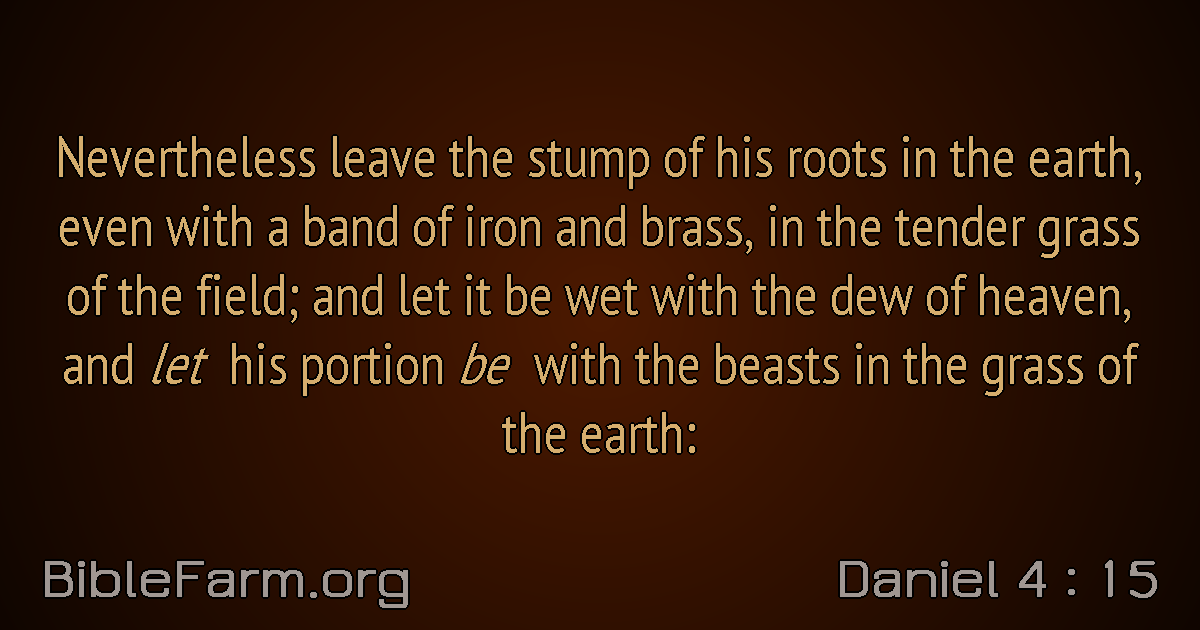 Nevertheless leave the stump of his roots in the earth,
even with a band of iron and brass, in the tender grass
of the field; and let it be wet with the dew of heaven,
and let his portion be with the beasts in the grass of
the earth:
BibleFarm.org
Daniel 4 : 15